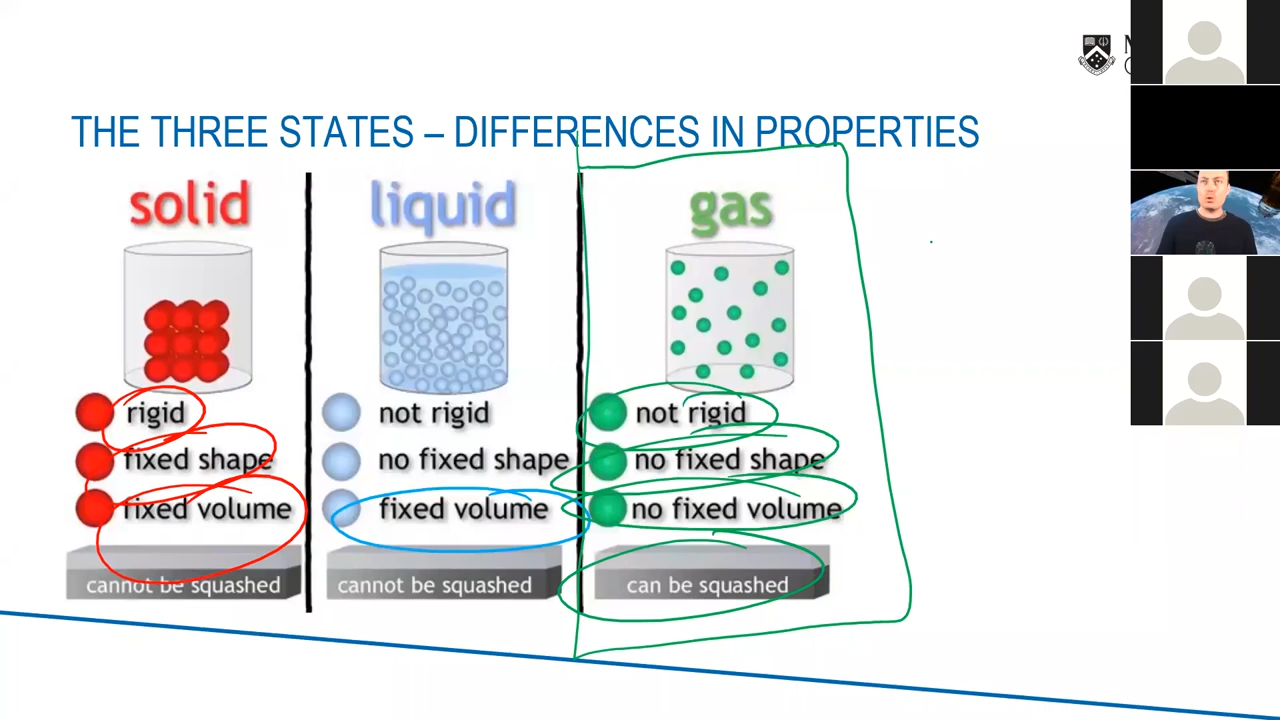 THE THREE STATES – DIFFERENCES IN PROPERTIES
solid
rigid
fixed shape
fixed volume
cannot be squashed
liquid
not rigid
no fixed shape
fixed volume
cannot be squashed
gas
not rigid
no fixed shape
no fixed volume
can be squashed